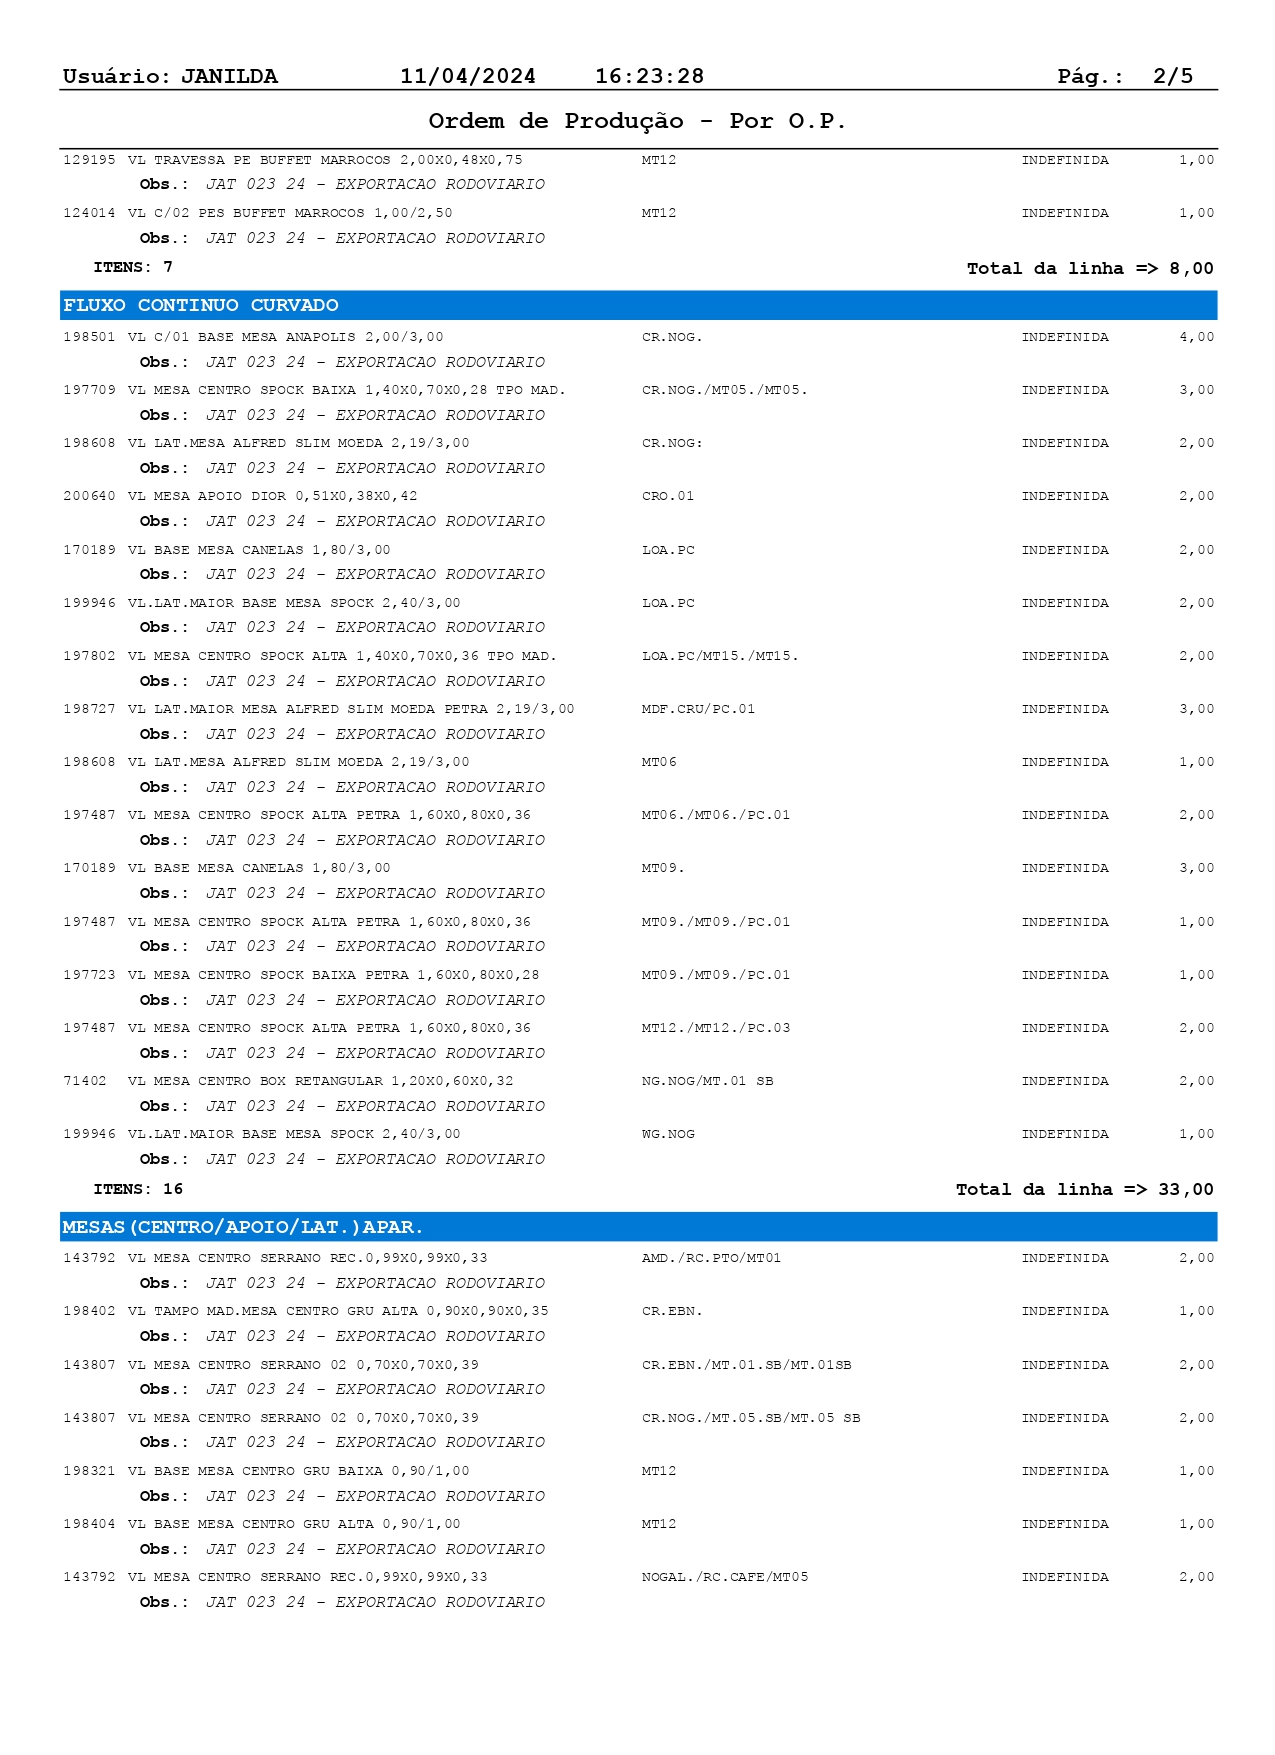 Usuário: JANILDA 11/04/2024 16:23:28 Pág.: 2/5
Ordem de Produção - Por O.P.
129195 VL TRAVESSA PE BUFFET MARROCOS 2,00X0,48X0,75 MT12 INDEFINIDA 1,00
Obs.: JAT 023 24 - EXPORTACAO RODOVIARIO
124014 VL C/02 PES BUFFET MARROCOS 1,00/2,50 MT12 INDEFINIDA 1,00
Obs.: JAT 023 24 - EXPORTACAO RODOVIARIO
ITENS: 7 Total da linha => 8,00
FLUXO CONTINUO CURVADO
198501 VL C/01 BASE MESA ANAPOLIS 2,00/3,00 CR.NOG. INDEFINIDA 4,00
Obs.: JAT 023 24 - EXPORTACAO RODOVIARIO
197709 VL MESA CENTRO SPOCK BAIXA 1,40X0,70X0,28 TPO MAD. CR.NOG./MT05./MT05. INDEFINIDA 3,00
Obs.: JAT 023 24 - EXPORTACAO RODOVIARIO
198608 VL LAT.MESA ALFRED SLIM MOEDA 2,19/3,00 CR.NOG: INDEFINIDA 2,00
Obs.: JAT 023 24 - EXPORTACAO RODOVIARIO
200640 VL MESA APOIO DIOR 0,51X0,38X0,42 CRO.01 INDEFINIDA 2,00
Obs.: JAT 023 24 - EXPORTACAO RODOVIARIO
170189 VL BASE MESA CANELAS 1,80/3,00 LOA.PC INDEFINIDA 2,00
Obs.: JAT 023 24 - EXPORTACAO RODOVIARIO
199946 VL.LAT.MAIOR BASE MESA SPOCK 2,40/3,00 LOA.PC INDEFINIDA 2,00
Obs.: JAT 023 24 - EXPORTACAO RODOVIARIO
197802 VL MESA CENTRO SPOCK ALTA 1,40X0,70X0,36 TPO MAD. LOA.PC/MT15./MT15. INDEFINIDA 2,00
Obs.: JAT 023 24 - EXPORTACAO RODOVIARIO
198727 VL LAT.MAIOR MESA ALFRED SLIM MOEDA PETRA 2,19/3,00 MDF.CRU/PC.01 INDEFINIDA 3,00
Obs.: JAT 023 24 - EXPORTACAO RODOVIARIO
198608 VL LAT.MESA ALFRED SLIM MOEDA 2,19/3,00 MT06 INDEFINIDA 1,00
Obs.: JAT 023 24 - EXPORTACAO RODOVIARIO
197487 VL MESA CENTRO SPOCK ALTA PETRA 1,60X0,80X0,36 MT06./MT06./PC.01 INDEFINIDA 2,00
Obs.: JAT 023 24 - EXPORTACAO RODOVIARIO
170189 VL BASE MESA CANELAS 1,80/3,00 MT09. INDEFINIDA 3,00
Obs.: JAT 023 24 - EXPORTACAO RODOVIARIO
197487 VL MESA CENTRO SPOCK ALTA PETRA 1,60X0,80X0,36 MT09./MT09./PC.01 INDEFINIDA 1,00
Obs.: JAT 023 24 - EXPORTACAO RODOVIARIO
197723 VL MESA CENTRO SPOCK BAIXA PETRA 1,60X0,80X0,28 MT09./MT09./PC.01 INDEFINIDA 1,00
Obs.: JAT 023 24 - EXPORTACAO RODOVIARIO
197487 VL MESA CENTRO SPOCK ALTA PETRA 1,60X0,80X0,36 MT12./MT12./PC.03 INDEFINIDA 2,00
Obs.: JAT 023 24 - EXPORTACAO RODOVIARIO
71402 VL MESA CENTRO BOX RETANGULAR 1,20X0,60X0,32 NG.NOG/MT.01 SB INDEFINIDA 2,00
Obs.: JAT 023 24 - EXPORTACAO RODOVIARIO
199946 VL.LAT.MAIOR BASE MESA SPOCK 2,40/3,00 WG.NOG INDEFINIDA 1,00
Obs.: JAT 023 24 - EXPORTACAO RODOVIARIO
ITENS: 16 Total da linha => 33,00
MESAS(CENTRO/APOIO/LAT.)APAR.
143792 VL MESA CENTRO SERRANO REC.0,99X0,99X0,33 AMD./RC.PTO/MT01 INDEFINIDA 2,00
Obs.: JAT 023 24 - EXPORTACAO RODOVIARIO
198402 VL TAMPO MAD.MESA CENTRO GRU ALTA 0,90X0,90X0,35 CR.EBN. INDEFINIDA 1,00
Obs.: JAT 023 24 - EXPORTACAO RODOVIARIO
143807 VL MESA CENTRO SERRANO 02 0,70X0,70X0,39 CR.EBN./MT.01.SB/MT.01SB INDEFINIDA 2,00
Obs.: JAT 023 24 - EXPORTACAO RODOVIARIO
143807 VL MESA CENTRO SERRANO 02 0,70X0,70X0,39 CR.NOG./MT.05.SB/MT.05 SB INDEFINIDA 2,00
Obs.: JAT 023 24 - EXPORTACAO RODOVIARIO
198321 VL BASE MESA CENTRO GRU BAIXA 0,90/1,00 MT12 INDEFINIDA 1,00
Obs.: JAT 023 24 - EXPORTACAO RODOVIARIO
198404 VL BASE MESA CENTRO GRU ALTA 0,90/1,00 MT12 INDEFINIDA 1,00
Obs.: JAT 023 24 - EXPORTACAO RODOVIARIO
143792 VL MESA CENTRO SERRANO REC.0,99X0,99X0,33 NOGAL./RC.CAFE/MT05 INDEFINIDA 2,00
Obs.: JAT 023 24 - EXPORTACAO RODOVIARIO